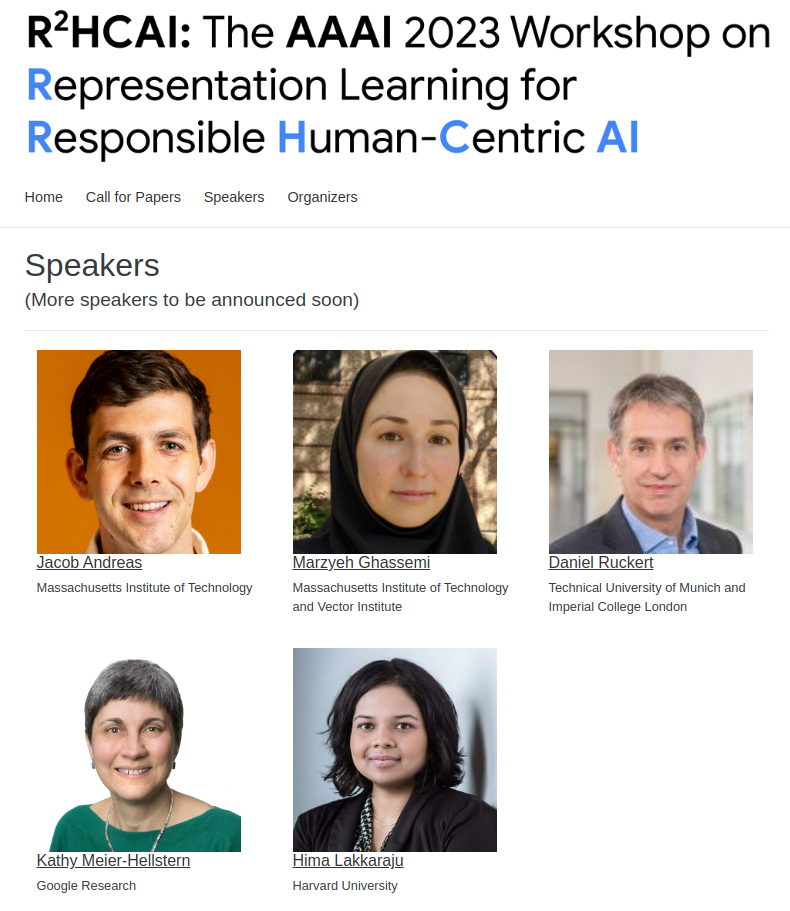 R²HCAI: The AAAI 2023 Workshop on
Representation Learning for
Responsible Human-Centric AI
Home Call for Papers Speakers Organizers
Speakers
(More speakers to be announced soon)
Jacob Andreas
Massachusetts Institute of Technology
Marzyeh Ghassemi
Massachusetts Institute of Technology
and Vector Institute
Daniel Ruckert
Technical University of Munich and
Imperial College London
Kathy Meier-Hellstern
Google Research
Hima Lakkaraju
Harvard University